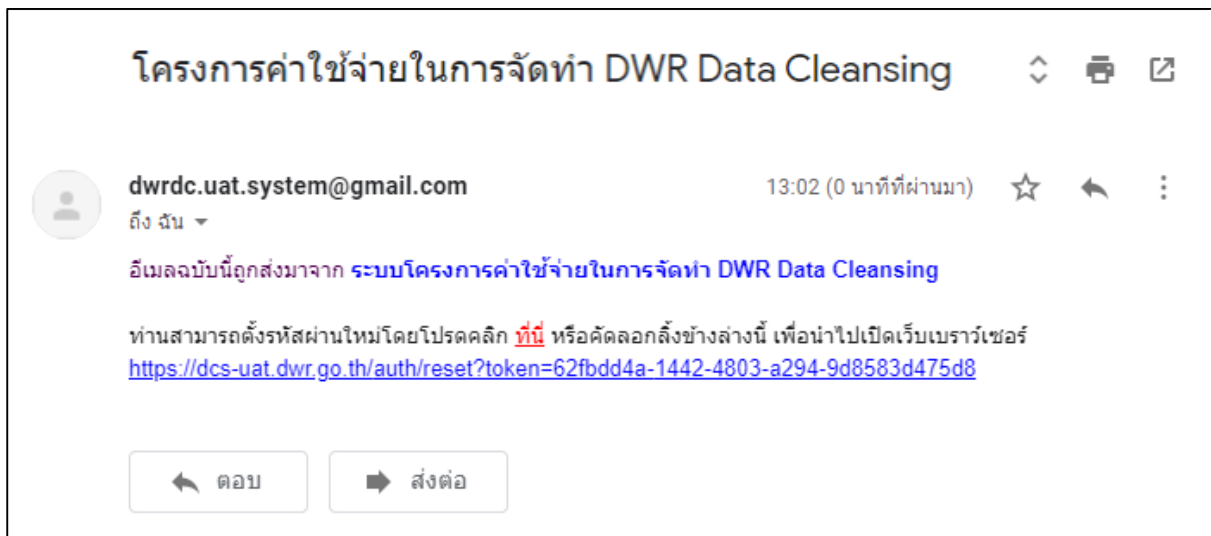 โครงการค่าใช้จ่ายในการจัดทำ DWR Data Cleansing
dwrdc.uat.system@gmail.com 13:02 (0 นาทีที่ผ่านมา)
ถึง ฉัน
อีเมลฉบับนี้ถูกส่งมาจาก ระบบโครงการค่าใช้จ่ายในการจัดทำ DWR Data Cleansing
ท่านสามารถตั้งรหัสผ่านใหม่โดยโปรดคลิก ที่นี่ หรือคัดลอกลิ้งข้างล่างนี้ เพื่อนำไปเปิดเว็บเบราว์เซอร์
https://dcs-uat.dwr.go.th/auth/reset?token=62fbdd4a-1442-4803-a294-9d8583d475d8
ตอบ ส่งต่อ